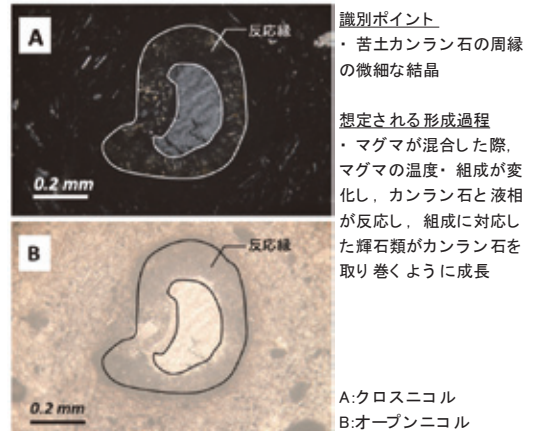 A
反応縁
0.2 mm
B
反応縁
0.2 mm
識別ポイント
・ 苦土カンラン石の周縁
の微細な結晶
想定される形成過程
・ マグマが混合した際，
マグマの温度・ 組成が変
化し， カンラン石と液相
が反応し， 組成に対応し
た輝石類がカンラン石を
取り巻くように成長
A:クロスニコル
B:オープンニコル